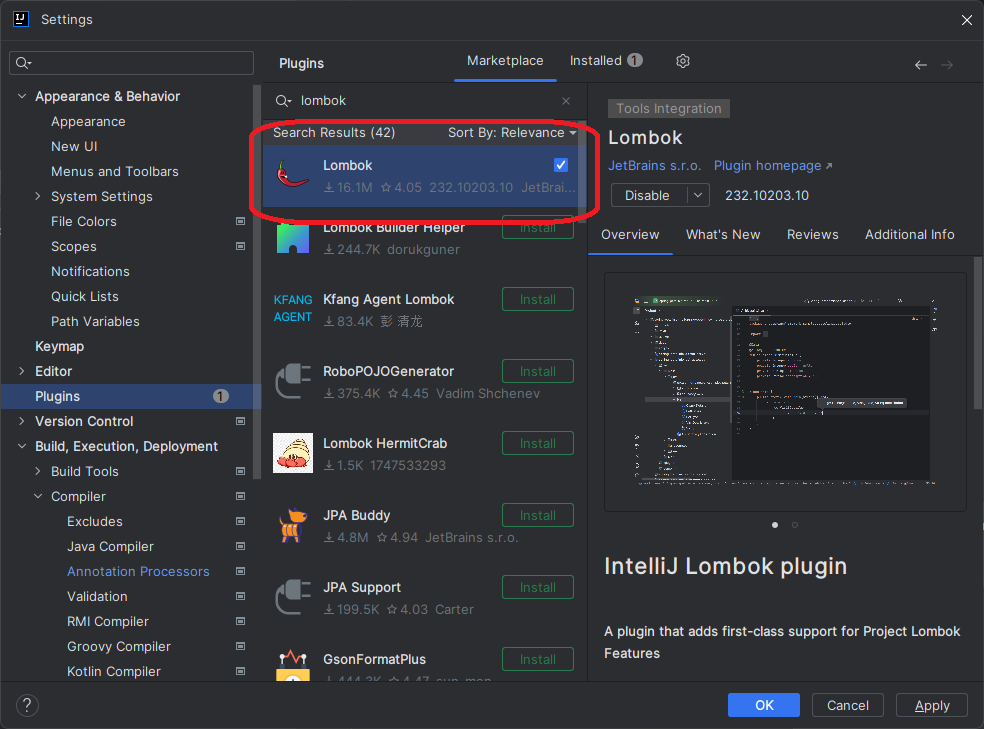 Settings
Appearance & Behavior
Appearance
New UI
Menus and Toolbars
System Settings
File Colors
Scopes
Notifications
Quick Lists
Path Variables
Keymap
Editor
Plugins 1
Version Control
Build, Execution, Deployment
Build Tools
Compiler
Excludes
Java Compiler
Annotation Processors
Validation
RMI Compiler
Groovy Compiler
Kotlin Compiler
Plugins
Marketplace
Installed 1
lombok
Search Results (42) Sort By: Relevance
Lombok
16.1M 4.05 232.10203.10 JetBrai...
Lombok Builder Helper Install
244.7K dorukguner
KFANG AGENT
Kfang Agent Lombok Install
83.4K 彭 清龙
RoboPOJOGenerator Install
375.4K 4.45 Vadim Shchenev
Lombok HermitCrab Install
1.5K 1747533293
JPA Buddy Install
4.8M 4.94 JetBrains s.r.o.
JPA Support Install
199.5K 4.03 Carter
GsonFormatPlus Install
Tools Integration
Lombok
JetBrains s.r.o. Plugin homepage
Disable 232.10203.10
Overview What's New Reviews Additional Info
IntelliJ Lombok plugin
A plugin that adds first-class support for Project Lombok
Features
?
OK Cancel Apply